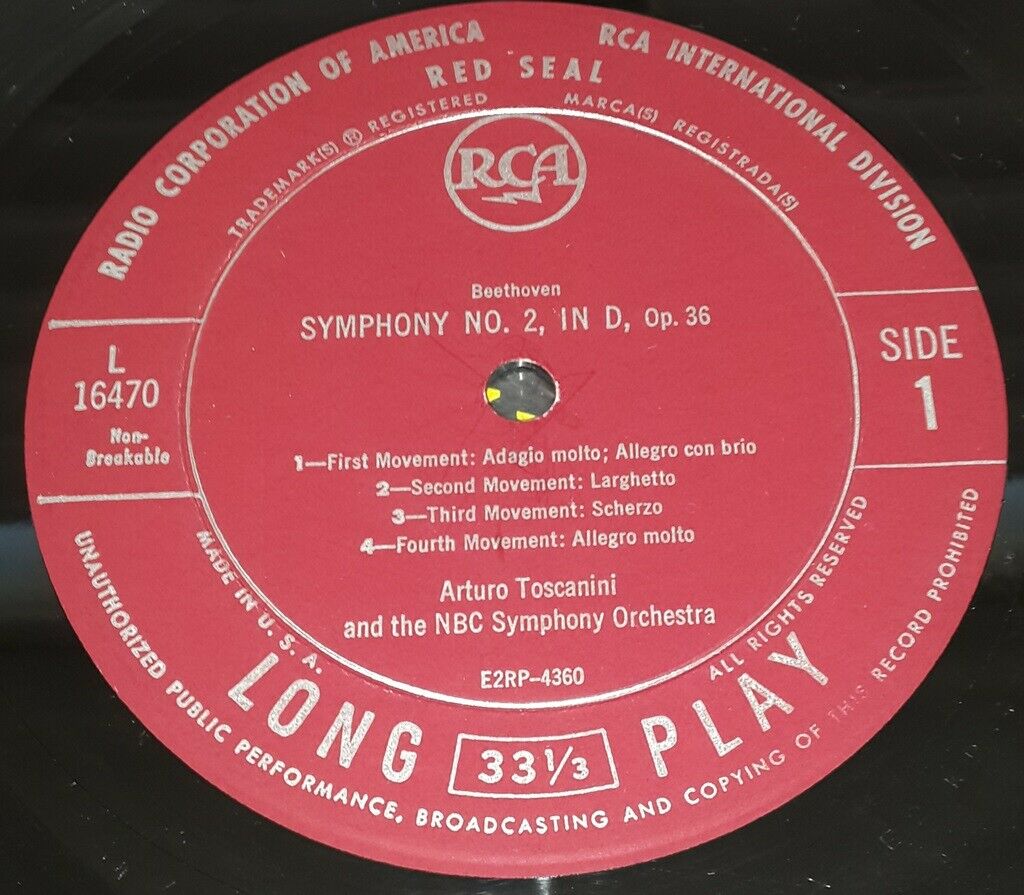 RADIO CORPORATION OF AMERICA
RCA INTERNATIONAL DIVISION
RED SEAL
TRADEMARK(S) ® REGISTERED
MARCA(S) REGISTRADA(S)
RCA
Beethoven
SYMPHONY NO. 2, IN D, Op. 36
L
16470
Non-
Breakable
SIDE
1
1—First Movement: Adagio molto; Allegro con brio
2—Second Movement: Larghetto
3—Third Movement: Scherzo
4—Fourth Movement: Allegro molto
Arturo Toscanini
and the NBC Symphony Orchestra
E2RP-4360
MADE IN U. S. A.
ALL RIGHTS RESERVED
LONG 33 1/3 PLAY
UNAUTHORIZED PUBLIC PERFORMANCE, BROADCASTING AND COPYING OF THIS RECORD PROHIBITED